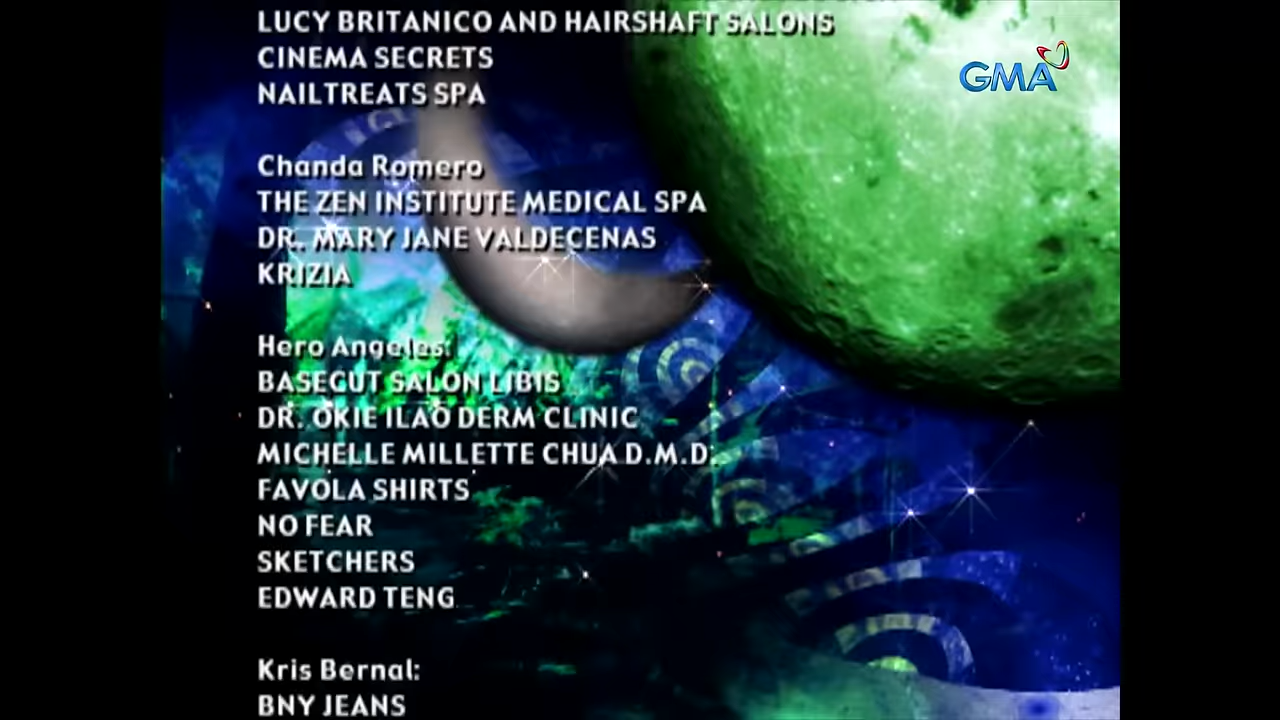 LUCY BRITANICO AND HAIRSHAFT SALONS
CINEMA SECRETS
NAILTREATS SPA
Chanda Romero
THE ZEN INSTITUTE MEDICAL SPA
DR. MARY JANE VALDECENAS
KRIZIA
Hero Angeles:
BASECUT SALON LIBIS
DR. OKIE ILAO DERM CLINIC
MICHELLE MILLETTE CHUA D.M.D.
FAVOLA SHIRTS
NO FEAR
SKETCHERS
EDWARD TENG
Kris Bernal:
BNY JEANS
GMA